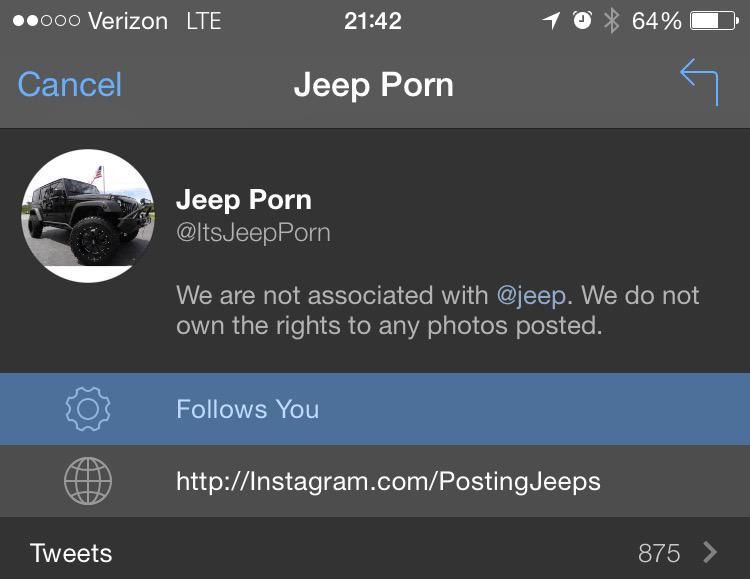 Verizon LTE 21:42 64%
Cancel Jeep Porn
Jeep Porn
@ItsJeepPorn
We are not associated with @jeep. We do not
own the rights to any photos posted.
Follows You
http://Instagram.com/PostingJeeps
Tweets 875